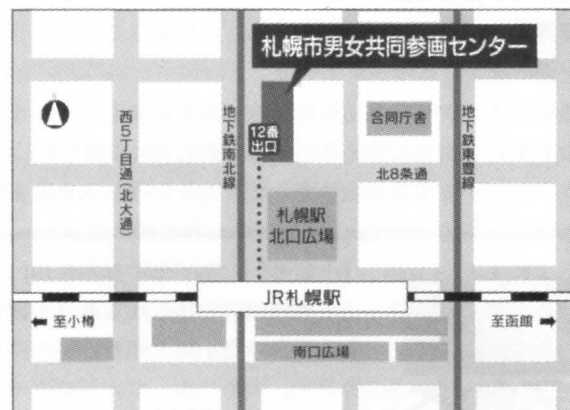 札幌市男女共同参画センター
合同庁舎
12番
出口
西5丁目通(北大通)
地下鉄南北線
地下鉄東豊線
北8条通
札幌駅
北口広場
JR札幌駅
至小樽
至函館
南口広場